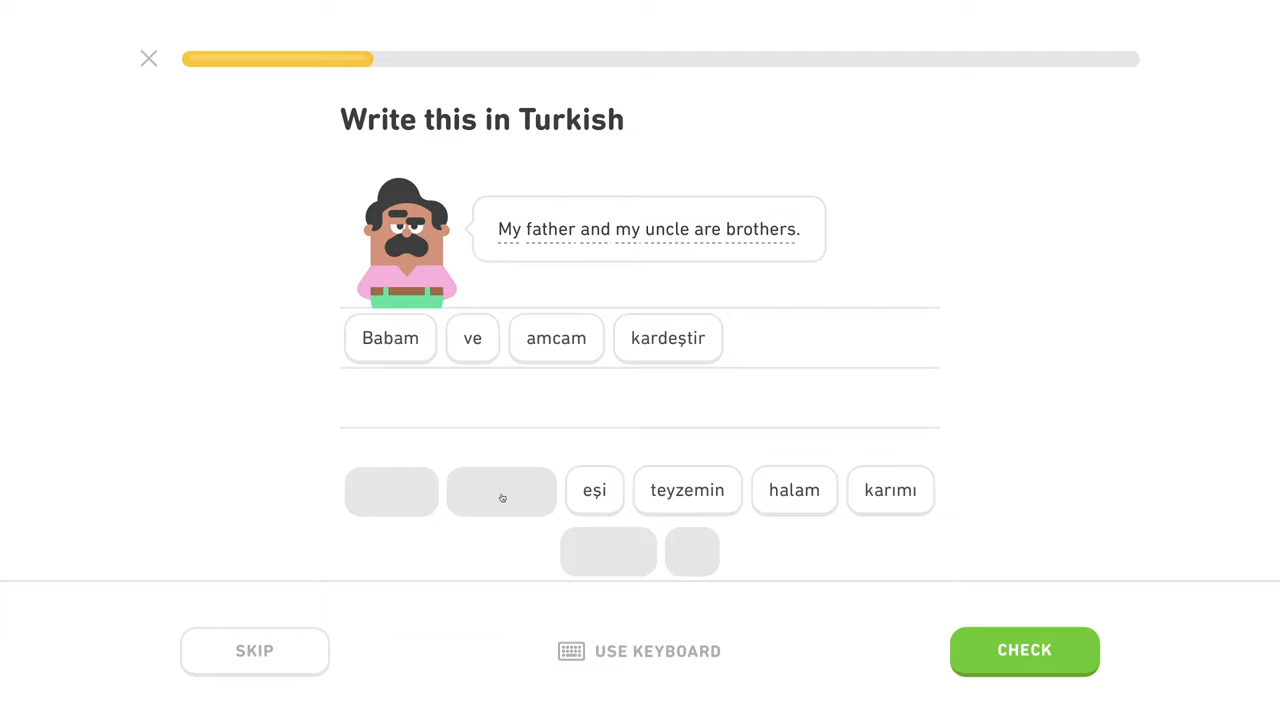 Write this in Turkish
My father and my uncle are brothers.
Babam ve amcam kardeştir
eşi teyzemin halam karımı
SKIP USE KEYBOARD CHECK